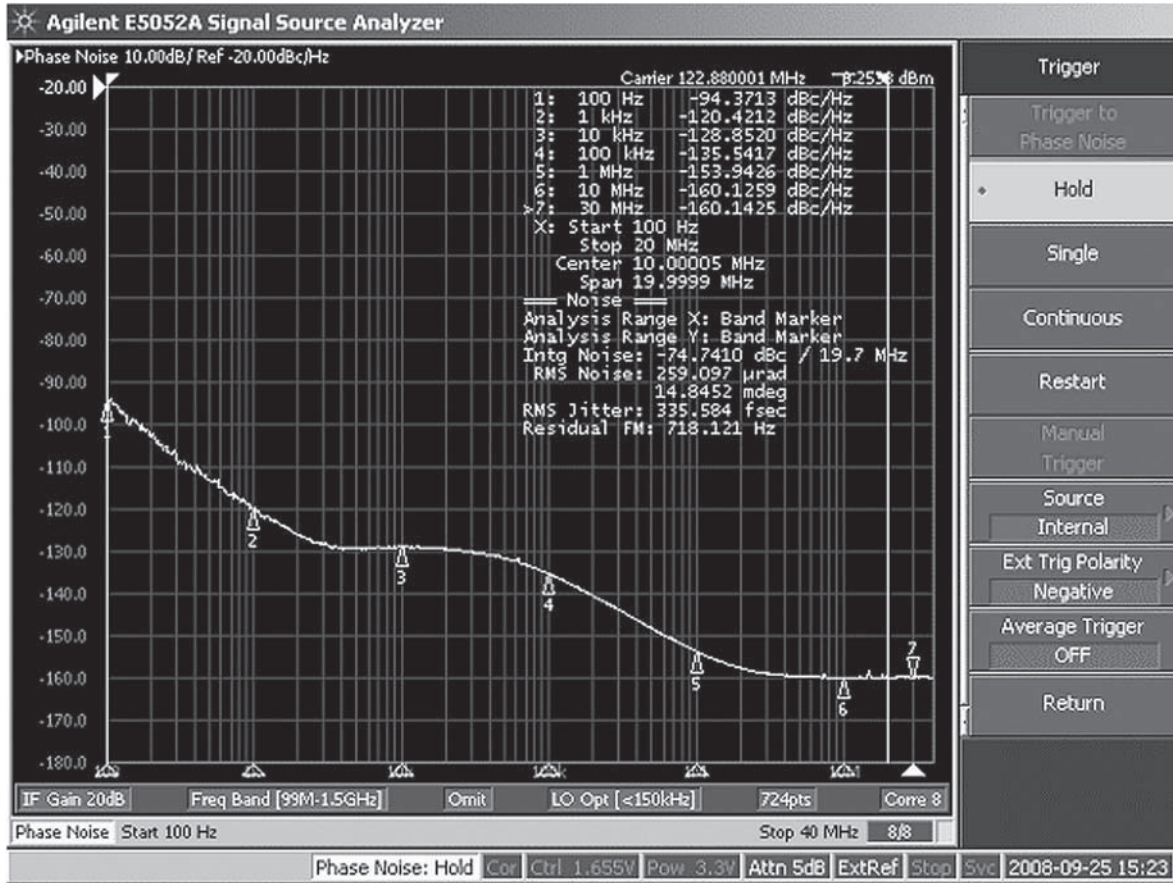 Agilent E5052A Signal Source Analyzer
Phase Noise 10.00dB/ Ref -20.00dBc/Hz
Carrier 122.880001 MHz dBm
1: 100 Hz -94.3713 dBc/Hz
2: 1 kHz -120.4212 dBc/Hz
3: 10 kHz -128.8520 dBc/Hz
4: 100 kHz -135.5417 dBc/Hz
5: 1 MHz -153.9426 dBc/Hz
6: 10 MHz -160.1259 dBc/Hz
>7: 30 MHz -160.1425 dBc/Hz
X: Start 100 Hz
Stop 20 MHz
Center 10.00005 MHz
Span 19.9999 MHz
Noise
Analysis Range X: Band Marker
Analysis Range Y: Band Marker
Intg Noise: -74.7410 dBc / 19.7 MHz
RMS Noise: 259.097 µrad
14.8452 mdeg
RMS Jitter: 335.584 fsec
Residual FM: 718.121 Hz
-20.00
-30.00
-40.00
-50.00
-60.00
-70.00
-80.00
-90.00
-100.0
-110.0
-120.0
-130.0
-140.0
-150.0
-160.0
-170.0
-180.0
1
2
3
4
5
6
7
IF Gain 20dB
Freq Band [99M-1.5GHz]
Omit
LO Opt [<150kHz]
724pts
Corre 8
Phase Noise Start 100 Hz
Stop 40 MHz 8/8
Phase Noise: Hold Cor Ctrl 1.655V Pow 3.3V Attn 5dB ExtRef Stop Svc 2008-09-25 15:23
Trigger
Trigger to
Phase Noise
Hold
Single
Continuous
Restart
Manual
Trigger
Source
Internal
Ext Trig Polarity
Negative
Average Trigger
OFF
Return